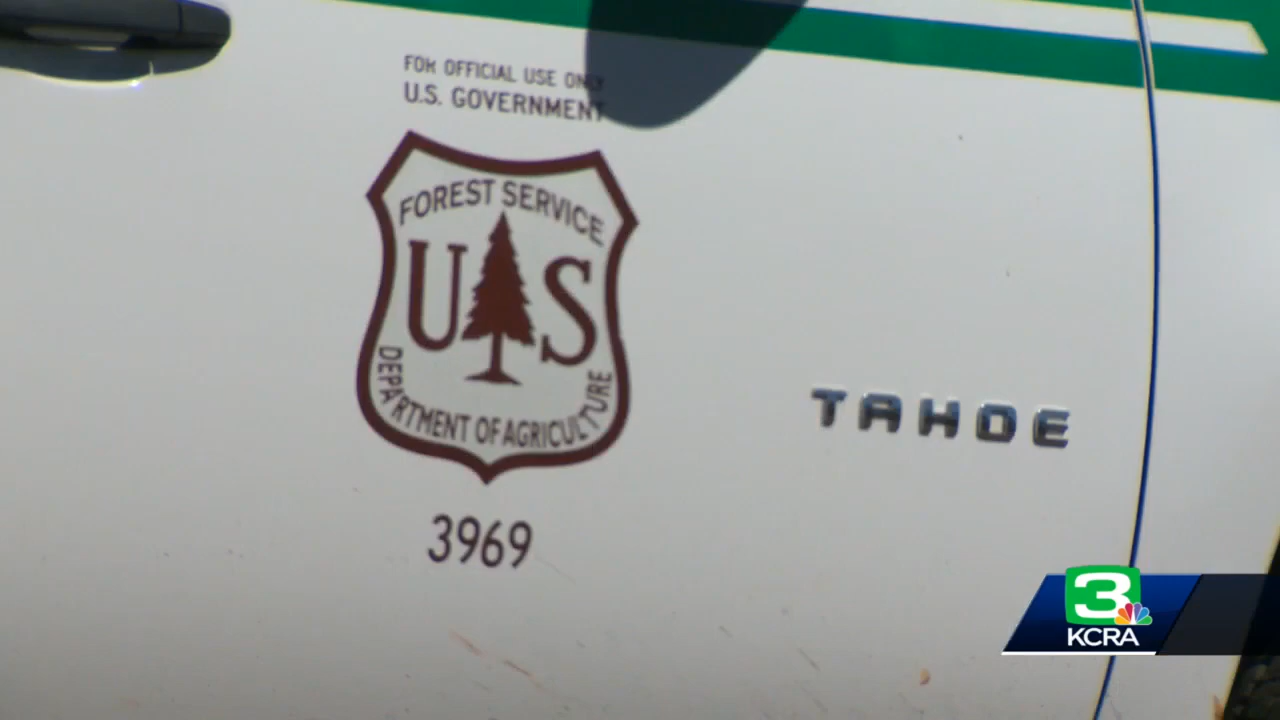 FOR OFFICIAL USE ONLY
U.S. GOVERNMENT
FOREST SERVICE
U S
DEPARTMENT OF AGRICULTURE
3969
TAHOE
3
KCRA